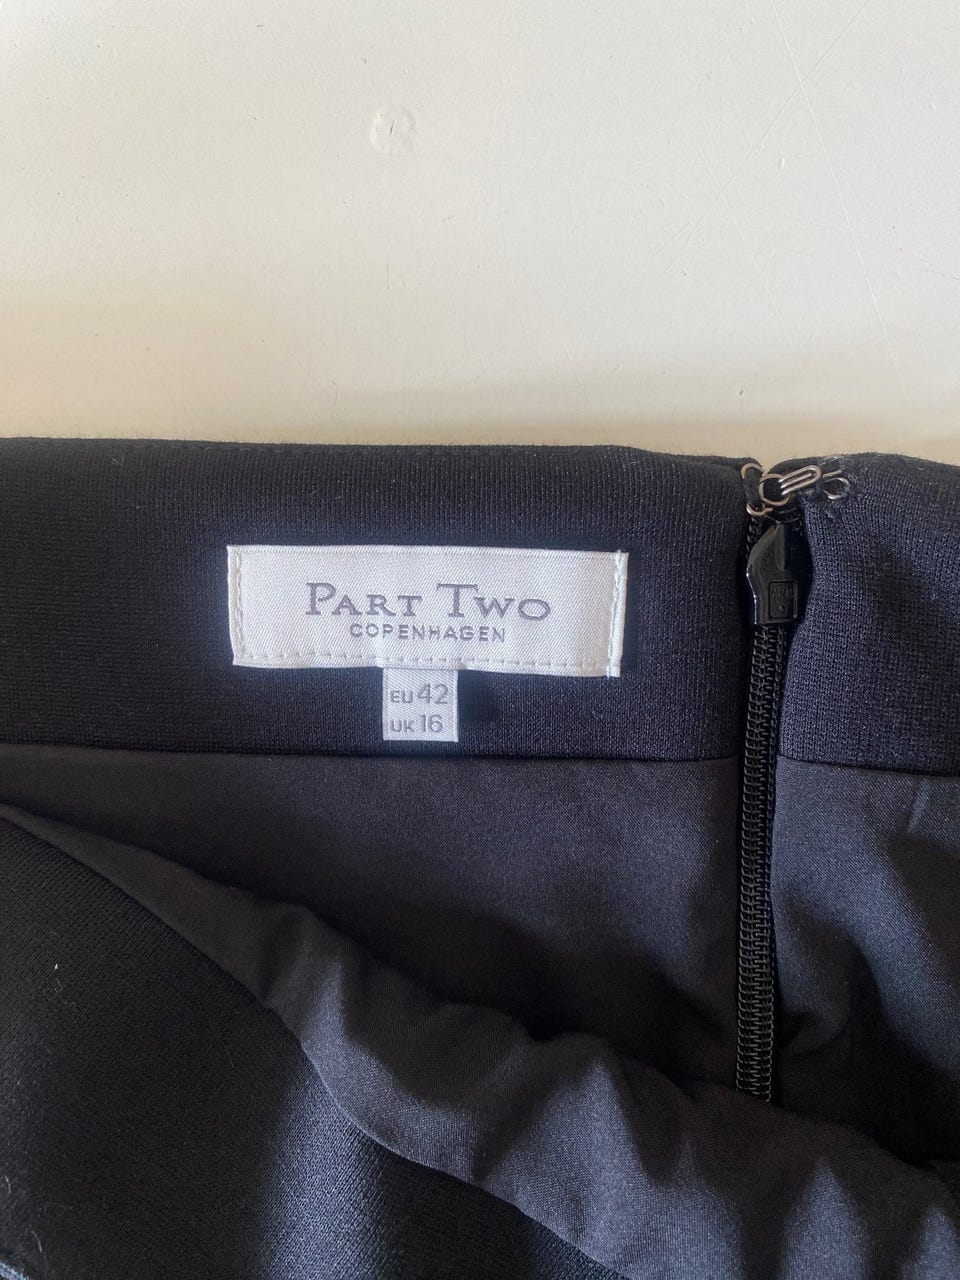 PART TWO
COPENHAGEN
EU 42
UK 16